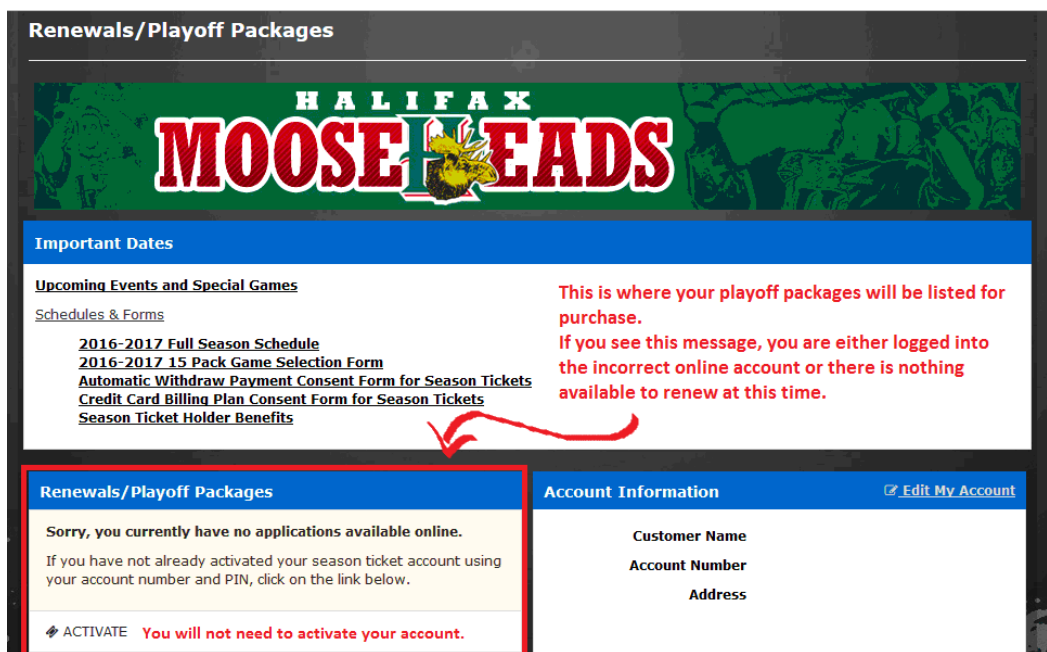 Renewals/Playoff Packages
HALIFAX
MOOSEHEADS
Important Dates
Upcoming Events and Special Games
Schedules & Forms
2016-2017 Full Season Schedule
2016-2017 15 Pack Game Selection Form
Automatic Withdraw Payment Consent Form for Season Tickets
Credit Card Billing Plan Consent Form for Season Tickets
Season Ticket Holder Benefits
This is where your playoff packages will be listed for
purchase.
If you see this message, you are either logged into
the incorrect online account or there is nothing
available to renew at this time.
Renewals/Playoff Packages
Sorry, you currently have no applications available online.
If you have not already activated your season ticket account using
your account number and PIN, click on the link below.
ACTIVATE You will not need to activate your account.
Account Information
Edit My Account
Customer Name
Account Number
Address